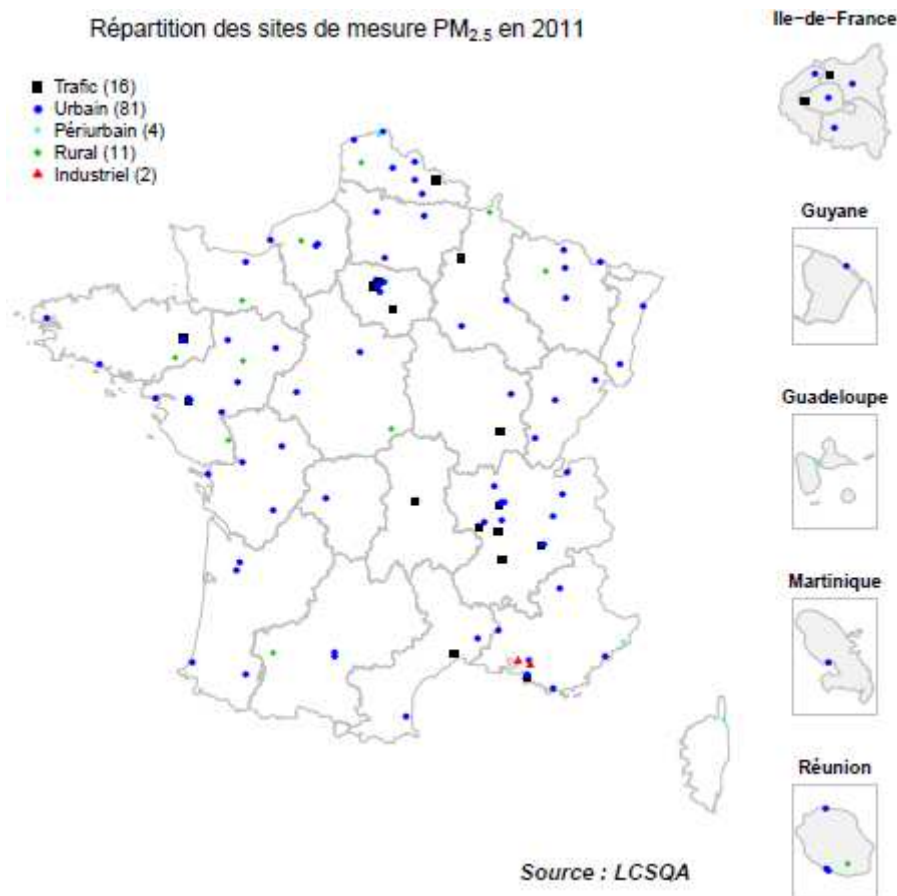 Répartition des sites de mesure PM2.5 en 2011
Trafic (16)
Urbain (81)
Périurbain (4)
Rural (11)
Industriel (2)
Ile−de−France
Guyane
Guadeloupe
Martinique
Réunion
Source : LCSQA